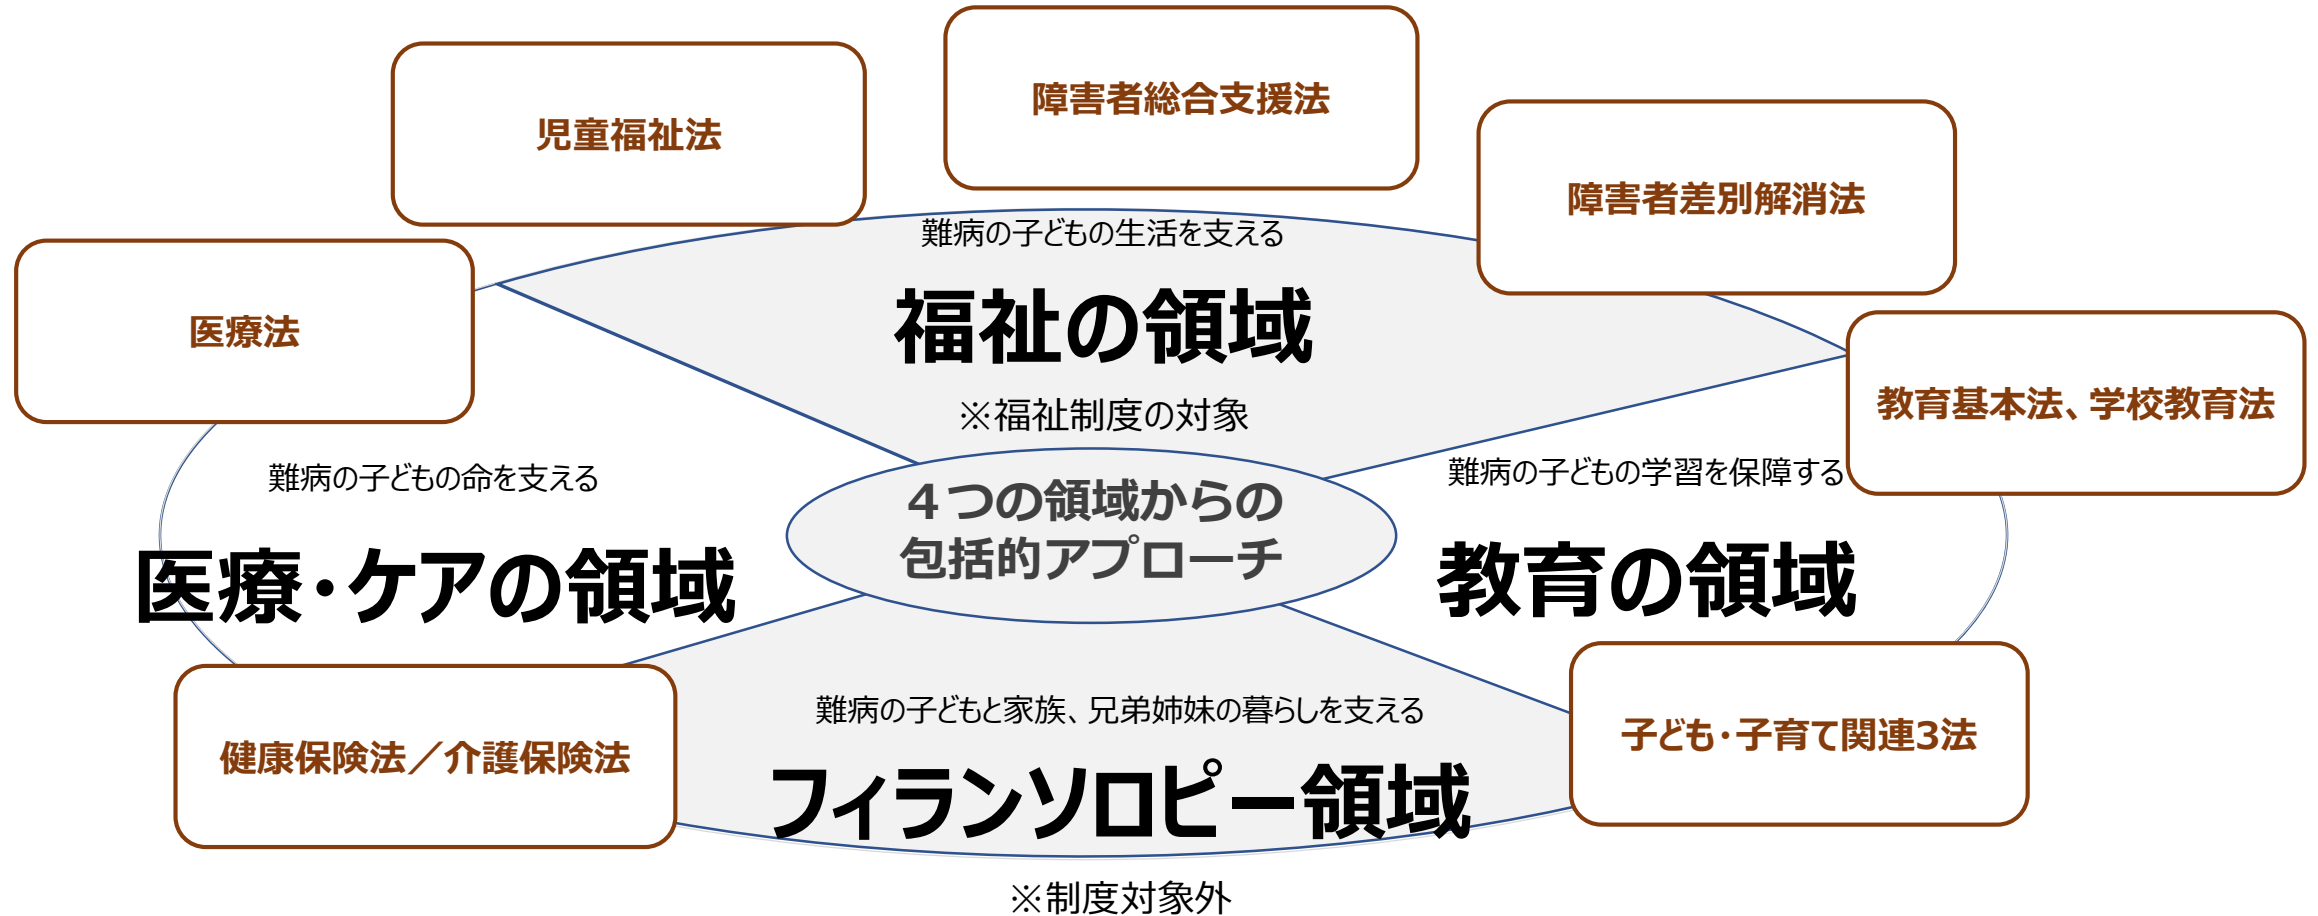 障害者総合支援法
児童福祉法
障害者差別解消法
難病の子どもの生活を支える
医療法
福祉の領域
教育基本法、学校教育法
※福祉制度の対象
難病の子どもの命を支える
難病の子どもの学習を保障する
4つの領域からの
包括的アプローチ
医療・ケアの領域
教育の領域
難病の子どもと家族、兄弟姉妹の暮らしを支える
健康保険法／介護保険法
子ども・子育て関連3法
フィランソロピー領域
※制度対象外